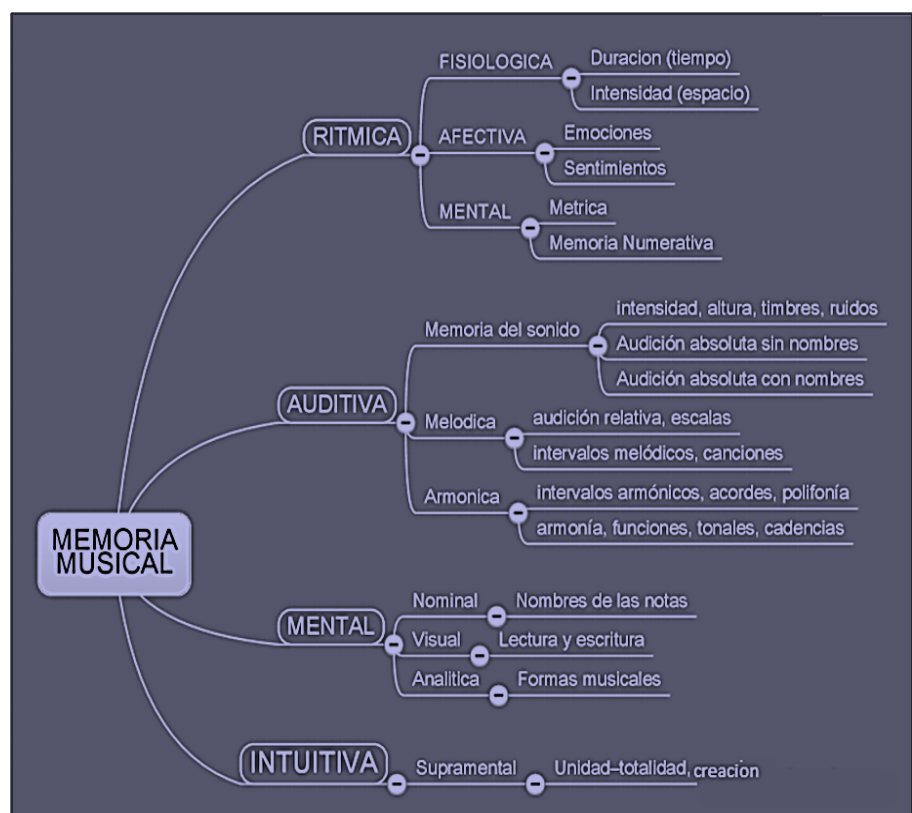 FISIOLOGICA
Duracion (tiempo)
Intensidad (espacio)
RITMICA
AFECTIVA
Emociones
Sentimientos
MENTAL
Metrica
Memoria Numerativa
Memoria del sonido
intensidad, altura, timbres, ruidos
Audición absoluta sin nombres
Audición absoluta con nombres
AUDITIVA
Melodica
audición relativa, escalas
intervalos melódicos, canciones
Armonica
intervalos armónicos, acordes, polifonía
armonía, funciones, tonales, cadencias
MEMORIA
MUSICAL
MENTAL
Nominal
Nombres de las notas
Visual
Lectura y escritura
Analitica
Formas musicales
INTUITIVA
Supramental
Unidad–totalidad, creacion